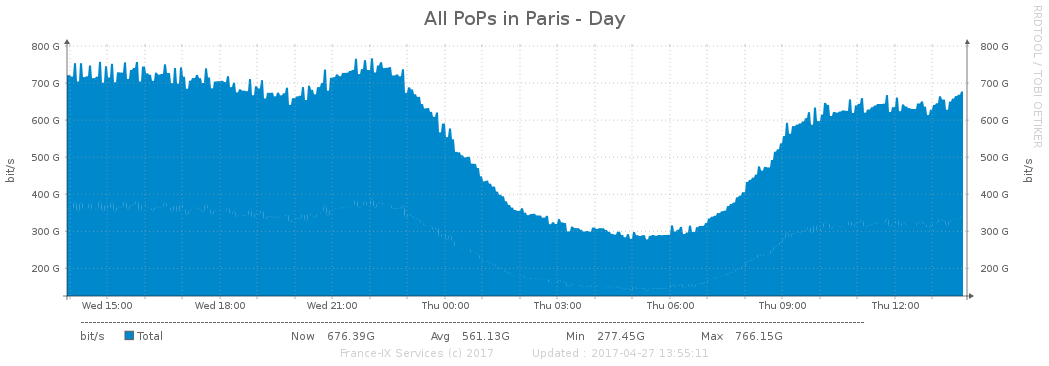 All PoPs in Paris - Day
RRDTOOL / TOBI OETIKER
800 G 800 G
700 G 700 G
600 G 600 G
500 G 500 G
400 G 400 G
300 G 300 G
200 G 200 G
bit/s bit/s
Wed 15:00 Wed 18:00 Wed 21:00 Thu 00:00 Thu 03:00 Thu 06:00 Thu 09:00 Thu 12:00
bit/s Total Now 676.39G Avg 561.13G Min 277.45G Max 766.15G
France-IX Services (c) 2017 Updated : 2017-04-27 13:55:11